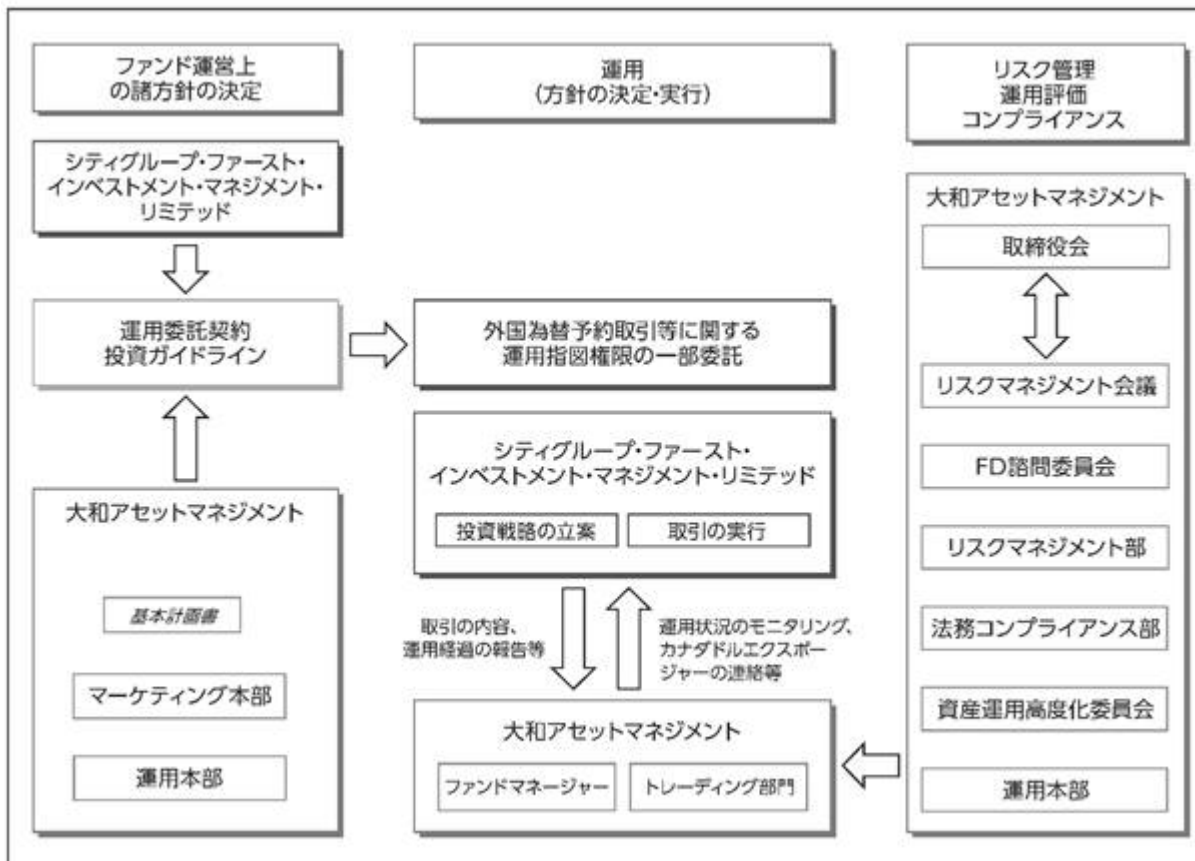 ファンド運営上
の諸方針の決定
シティグループ・ファースト・
インベストメント・マネジメント・
リミテッド
運用委託契約
投資ガイドライン
大和アセットマネジメント
基本計画書
マーケティング本部
運用本部
運用
(方針の決定・実行)
外国為替予約取引等に関する
運用指図権限の一部委託
シティグループ・ファースト・
インベストメント・マネジメント・リミテッド
投資戦略の立案
取引の実行
取引の内容、
運用経過の報告等
運用状況のモニタリング、
カナダドルエクスポー
ジャーの連絡等
大和アセットマネジメント
ファンドマネージャー
トレーディング部門
リスク管理
運用評価
コンプライアンス
大和アセットマネジメント
取締役会
リスクマネジメント会議
FD諮問委員会
リスクマネジメント部
法務コンプライアンス部
資産運用高度化委員会
運用本部